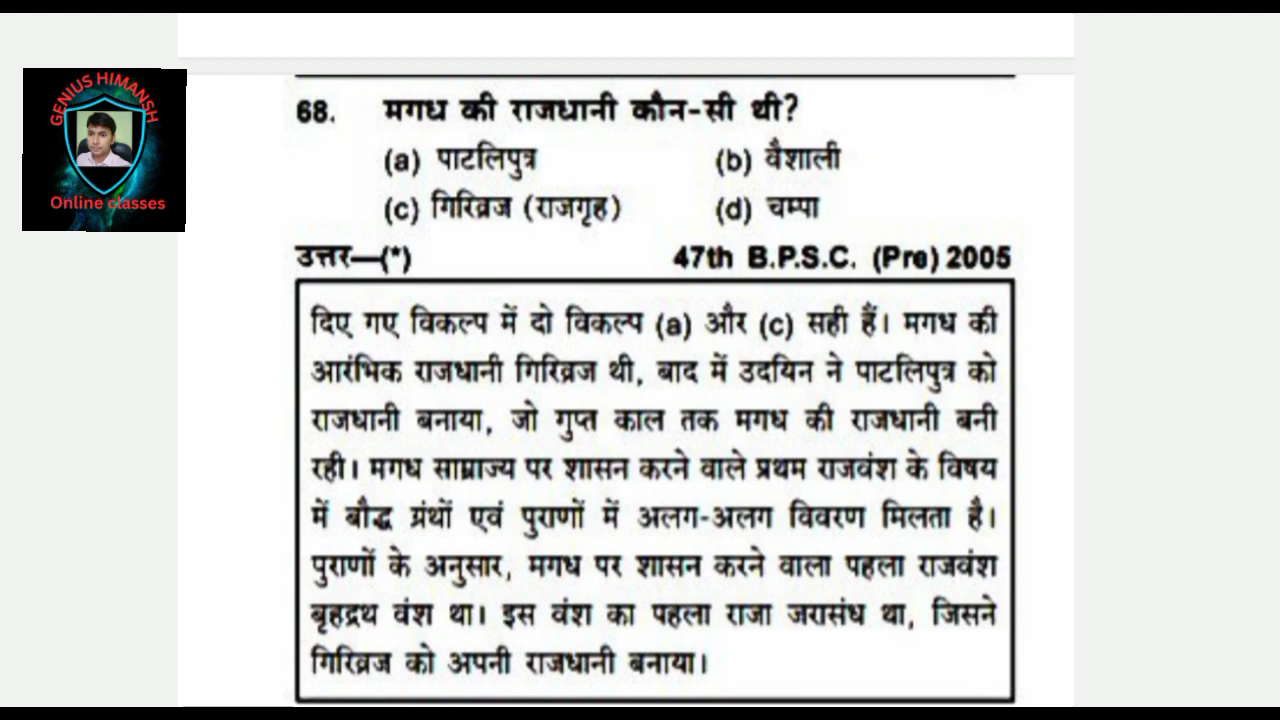 GENIUS HIMANSH
Online classes
68. मगध की राजधानी कौन-सी थी?
(a) पाटलिपुत्र (b) वैशाली
(c) गिरिव्रज (राजगृह) (d) चम्पा
उत्तर—(*) 47th B.P.S.C. (Pre) 2005
दिए गए विकल्प में दो विकल्प (a) और (c) सही हैं। मगध की
आरंभिक राजधानी गिरिव्रज थी, बाद में उदयिन ने पाटलिपुत्र को
राजधानी बनाया, जो गुप्त काल तक मगध की राजधानी बनी
रही। मगध साम्राज्य पर शासन करने वाले प्रथम राजवंश के विषय
में बौद्ध ग्रंथों एवं पुराणों में अलग-अलग विवरण मिलता है।
पुराणों के अनुसार, मगध पर शासन करने वाला पहला राजवंश
बृहद्रथ वंश था। इस वंश का पहला राजा जरासंध था, जिसने
गिरिव्रज को अपनी राजधानी बनाया।